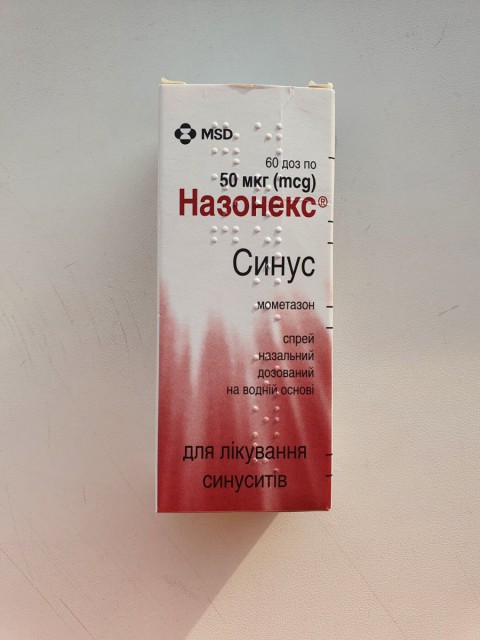 MSD
60 доз по
50 мкг (mcg)
Назонекс®
Синус
мометазон
спрей
назальний
дозований
на водній основі
для лікування
синуситів